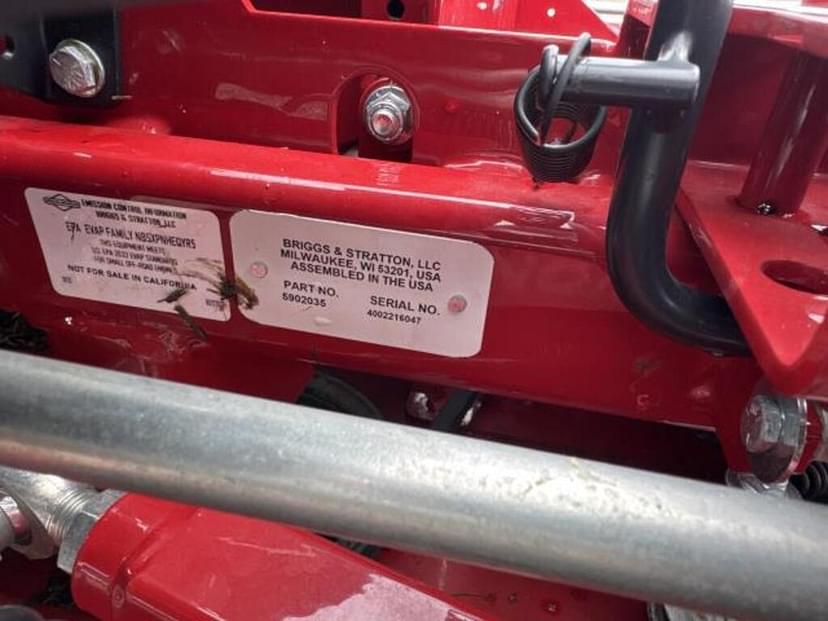 EMISSION CONTROL INFORMATION
BRIGGS & STRATTON, LLC
EPA EVAP FAMILY NBSXPNHEQYRS
THIS EQUIPMENT MEETS
U.S. EPA 2022 EVAP STANDARDS
FOR SMALL OFF-ROAD ENGINES
NOT FOR SALE IN CALIFORNIA
BRIGGS & STRATTON, LLC
MILWAUKEE, WI 53201, USA
ASSEMBLED IN THE USA
PART NO.
5902035
SERIAL NO.
4002216047